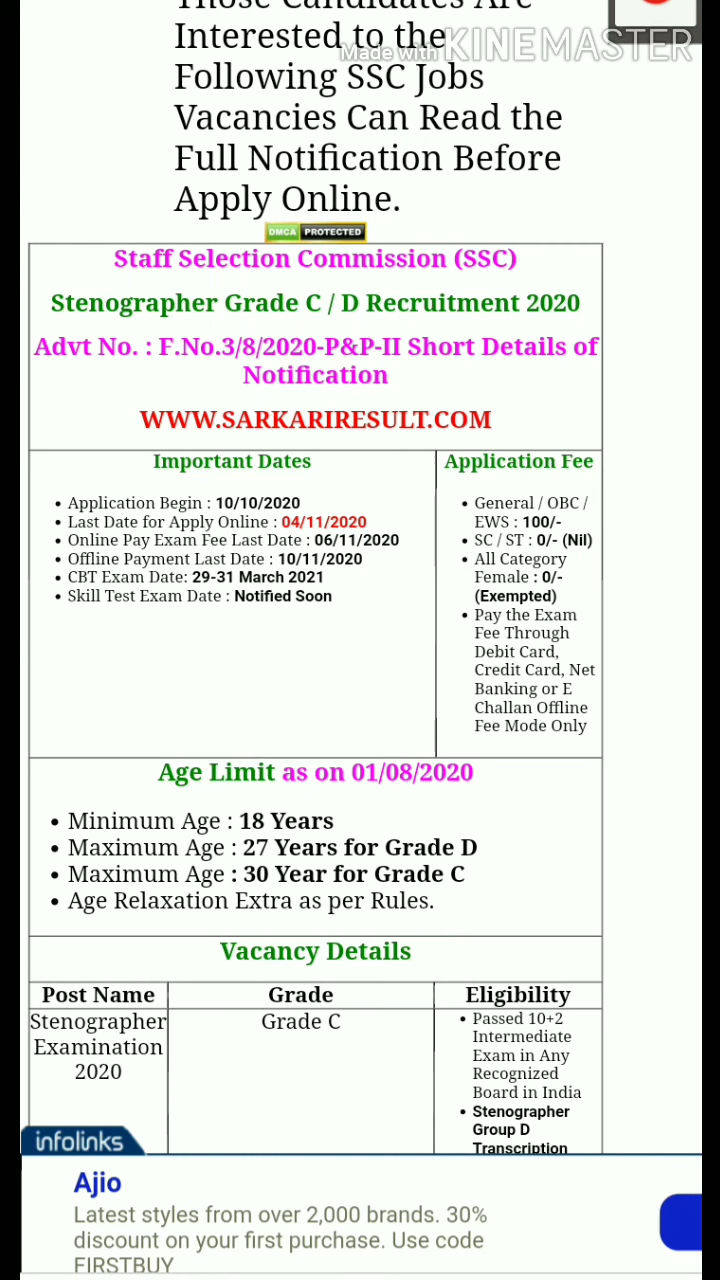 Those Candidates Are
Interested to the
Made with KINEMASTER
Following SSC Jobs
Vacancies Can Read the
Full Notification Before
Apply Online.
DMCA PROTECTED
Staff Selection Commission (SSC)
Stenographer Grade C / D Recruitment 2020
Advt No. : F.No.3/8/2020-P&P-II Short Details of
Notification
WWW.SARKARIRESULT.COM
Important Dates
• Application Begin : 10/10/2020
• Last Date for Apply Online : 04/11/2020
• Online Pay Exam Fee Last Date : 06/11/2020
• Offline Payment Last Date : 10/11/2020
• CBT Exam Date: 29-31 March 2021
• Skill Test Exam Date : Notified Soon
Application Fee
• General / OBC /
EWS : 100/-
• SC / ST : 0/- (Nil)
• All Category
Female : 0/-
(Exempted)
• Pay the Exam
Fee Through
Debit Card,
Credit Card, Net
Banking or E
Challan Offline
Fee Mode Only
Age Limit as on 01/08/2020
• Minimum Age : 18 Years
• Maximum Age : 27 Years for Grade D
• Maximum Age : 30 Year for Grade C
• Age Relaxation Extra as per Rules.
Vacancy Details
Post Name
Grade
Eligibility
Stenographer
Examination
2020
Grade C
• Passed 10+2
Intermediate
Exam in Any
Recognized
Board in India
• Stenographer
Group D
Transcription
infolinks
Ajio
Latest styles from over 2,000 brands. 30%
discount on your first purchase. Use code
FIRSTBUY